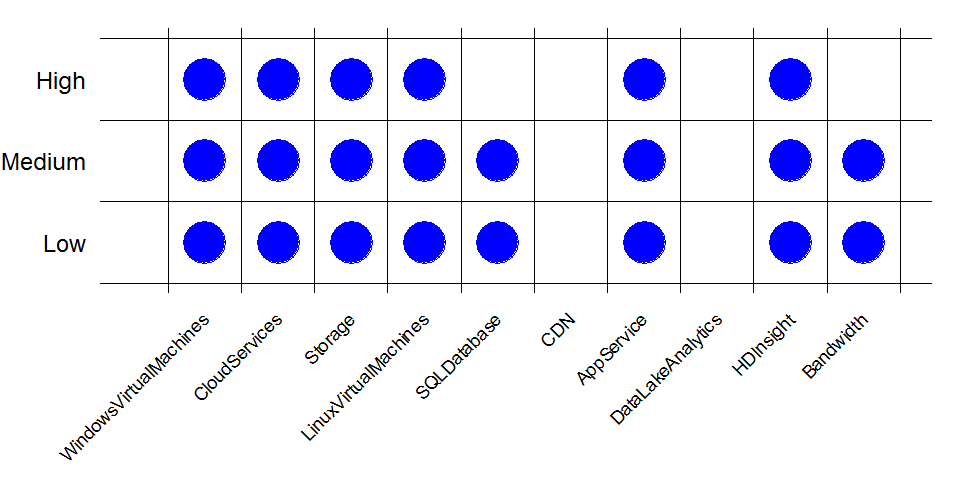 High
Medium
Low
WindowsVirtualMachines
CloudServices
Storage
LinuxVirtualMachines
SQLDatabase
CDN
AppService
DataLakeAnalytics
HDInsight
Bandwidth